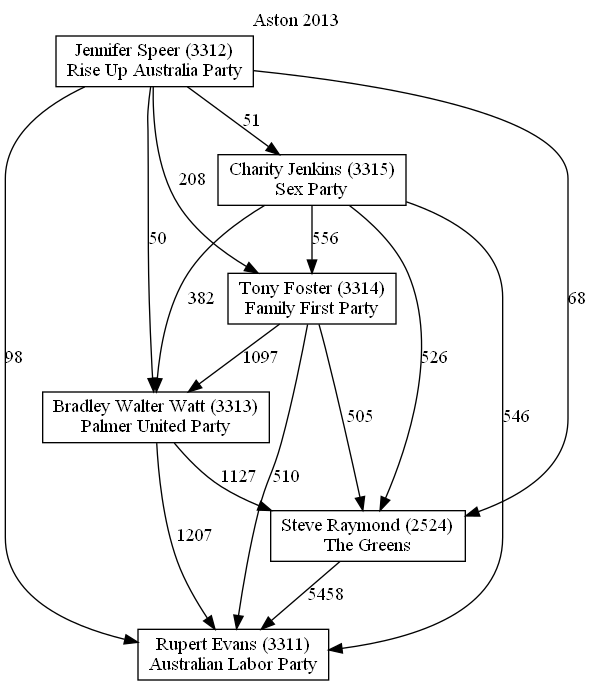 Aston 2013
Jennifer Speer (3312)
Rise Up Australia Party
51
Charity Jenkins (3315)
Sex Party
208
50
556
Tony Foster (3314)
Family First Party
382
68
98
1097
526
Bradley Walter Watt (3313)
Palmer United Party
505
546
1127
510
Steve Raymond (2524)
The Greens
1207
5458
Rupert Evans (3311)
Australian Labor Party